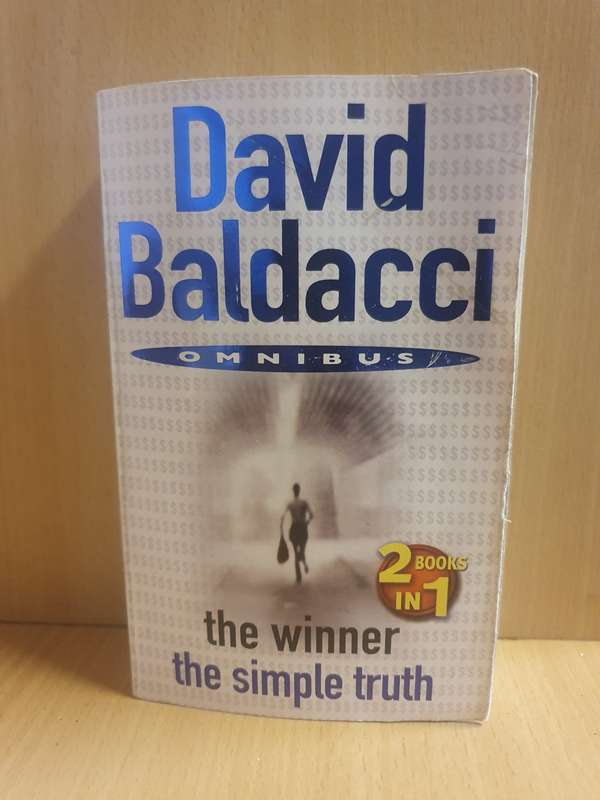 David
Baldacci
OMNIBUS
2 BOOKS
IN 1
the winner
the simple truth